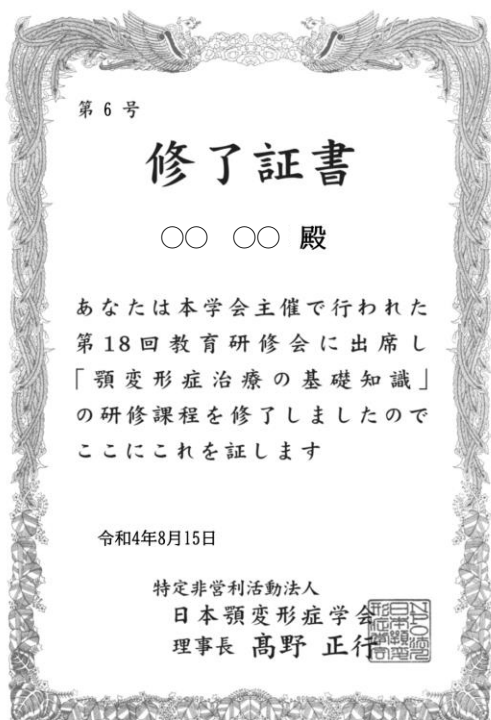 第 6 号
修了証書
○○ ○○ 殿
あなたは本学会主催で行われた
第18回教育研修会に出席し
「顎変形症治療の基礎知識」
の研修課程を修了しましたので
ここにこれを証します
令和4年8月15日
特定非営利活動法人
日本顎変形症学会
理事長 髙野 正行